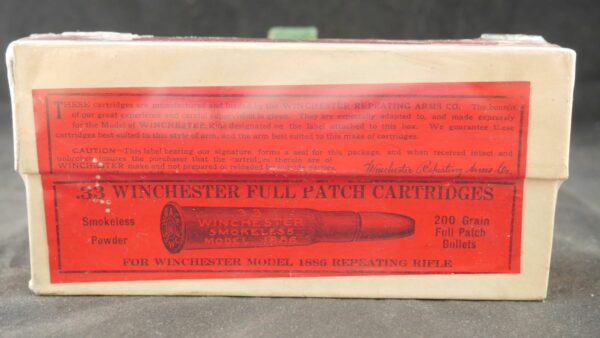 THESE cartridges are manufactured and loaded by the WINCHESTER REPEATING ARMS CO. The benefit
of our great experience and careful supervision is given. They are especially adapted to, and made expressly
for the Model of WINCHESTER Rifle designated on the label attached to this box. We guarantee these
cartridges best suited to this style of arm, and the arm best suited to this make of cartridges.
CAUTION—This label bearing our signature, forms a seal for this package, and when received intact and
unbroken assures the purchaser that the cartridges therein are of
WINCHESTER make and not prepared or reloaded by outside parties. Winchester Repeating Arms Co.
.33 WINCHESTER FULL PATCH CARTRIDGES
Smokeless
Powder
.33
WINCHESTER
SMOKELESS
MODEL 1886
200 Grain
Full Patch
Bullets
FOR WINCHESTER MODEL 1886 REPEATING RIFLE